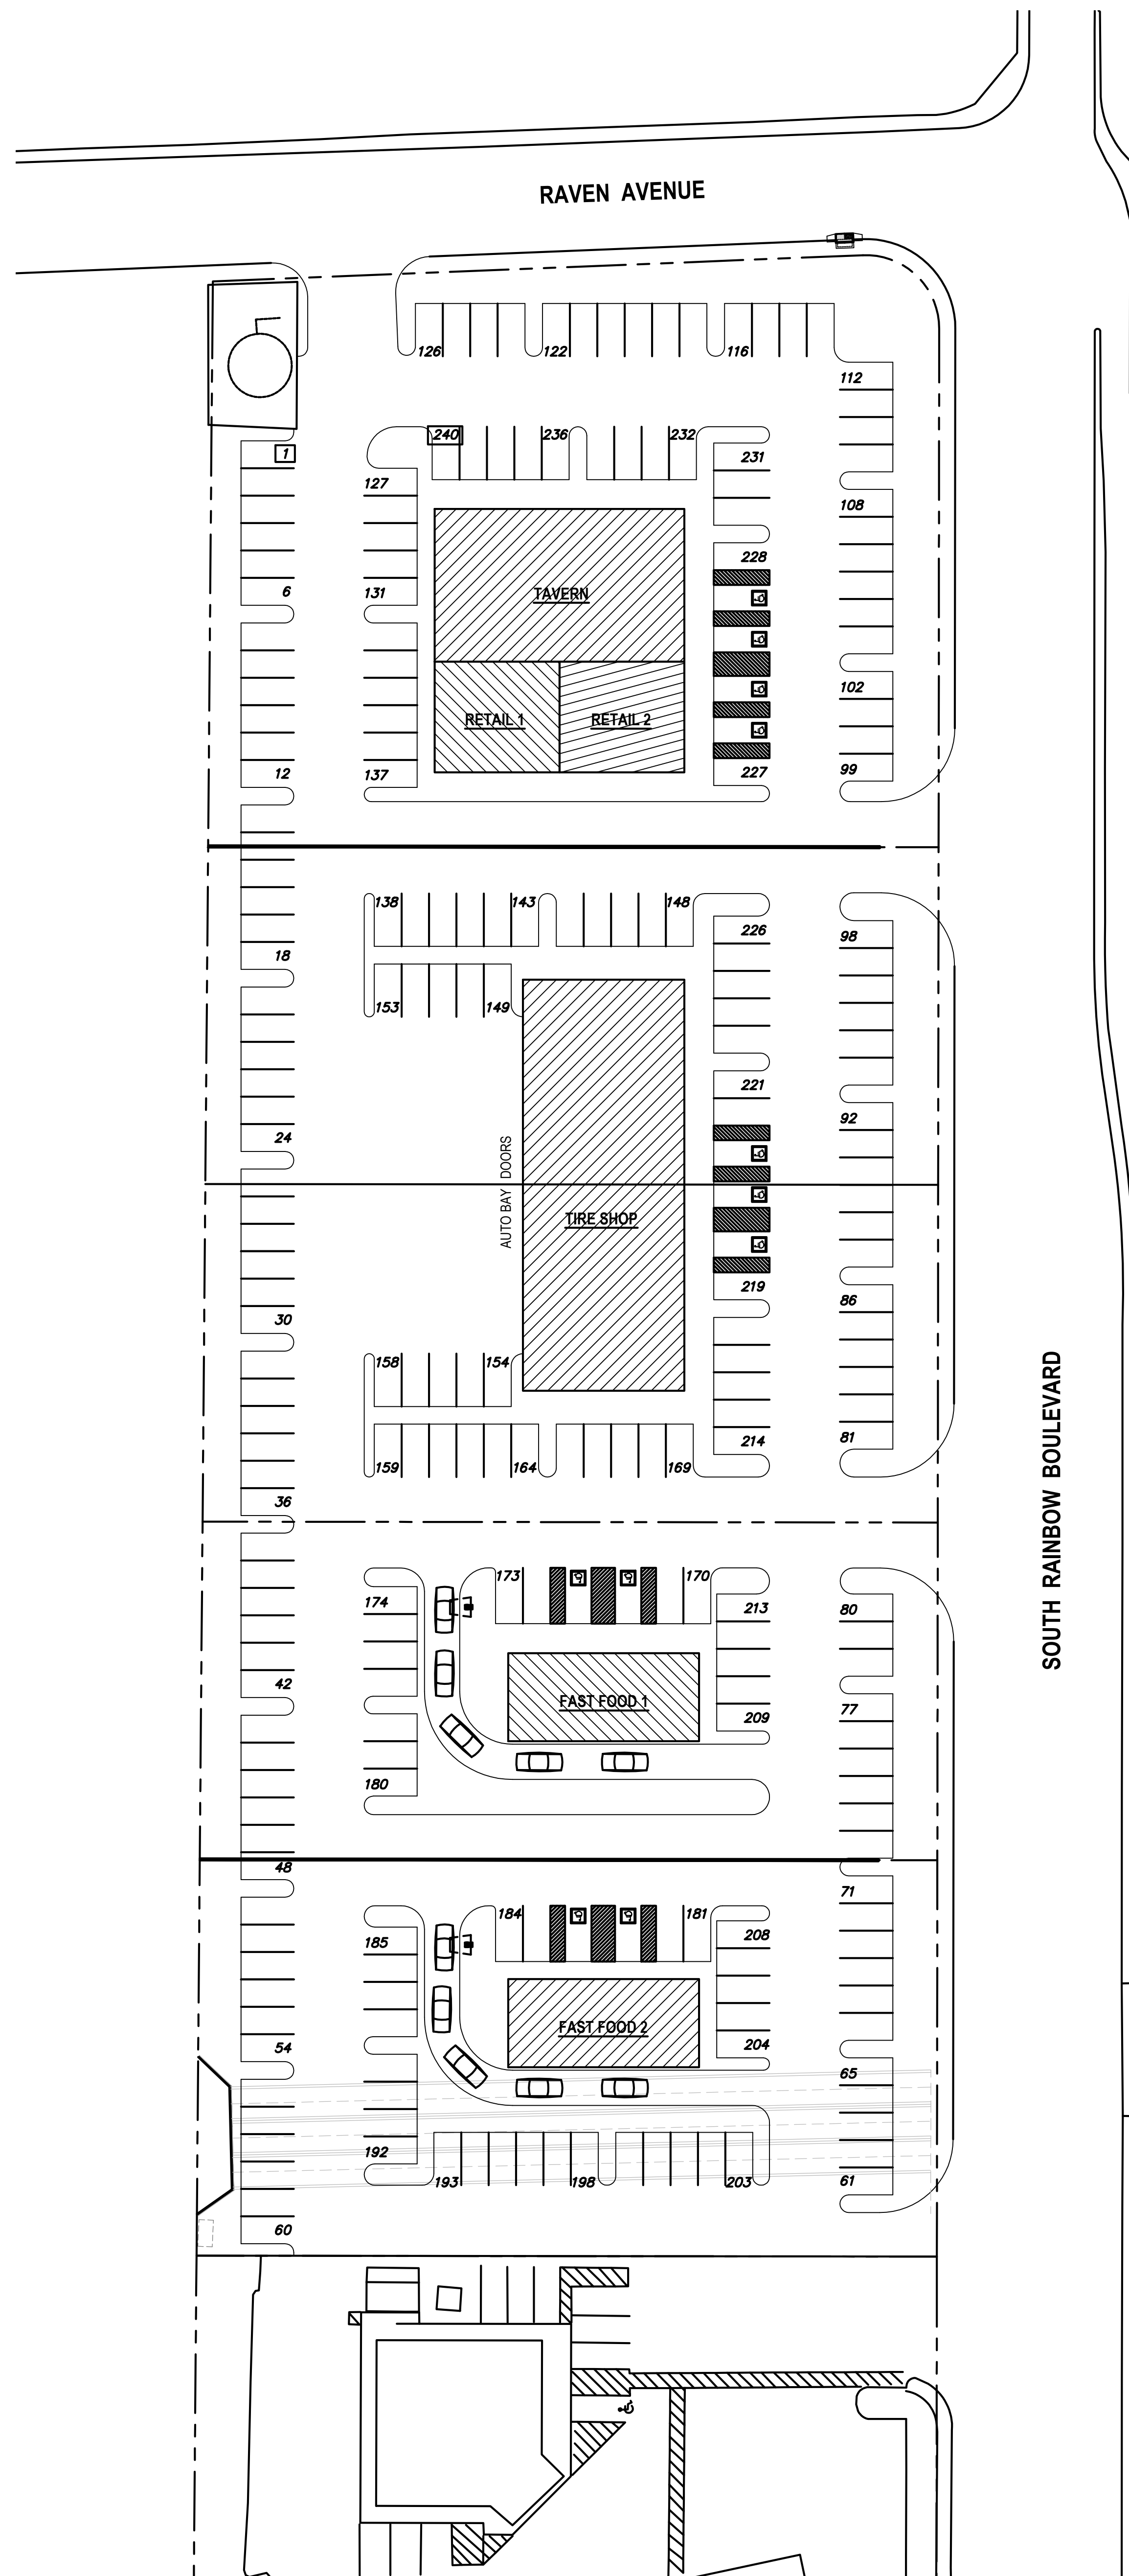 RAVEN AVENUE
126 122 116
112
240 236 232
1
231
127
108
228
6 131
TAVERN
102
RETAIL 1 RETAIL 2
99
12 137 227
138 143 148
226
98
18
153 149
221
92
24
AUTO BAY DOORS
TIRE SHOP
219
86
30
158 154
81
214
159 164 169
36
SOUTH RAINBOW BOULEVARD
173 170
174 213 80
42
FAST FOOD 1
77
209
180
48
71
184 181
185 208
FAST FOOD 2
54 204
65
192
193 198 203
61
60